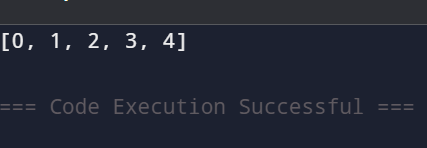 [0, 1, 2, 3, 4]
=== Code Execution Successful ===